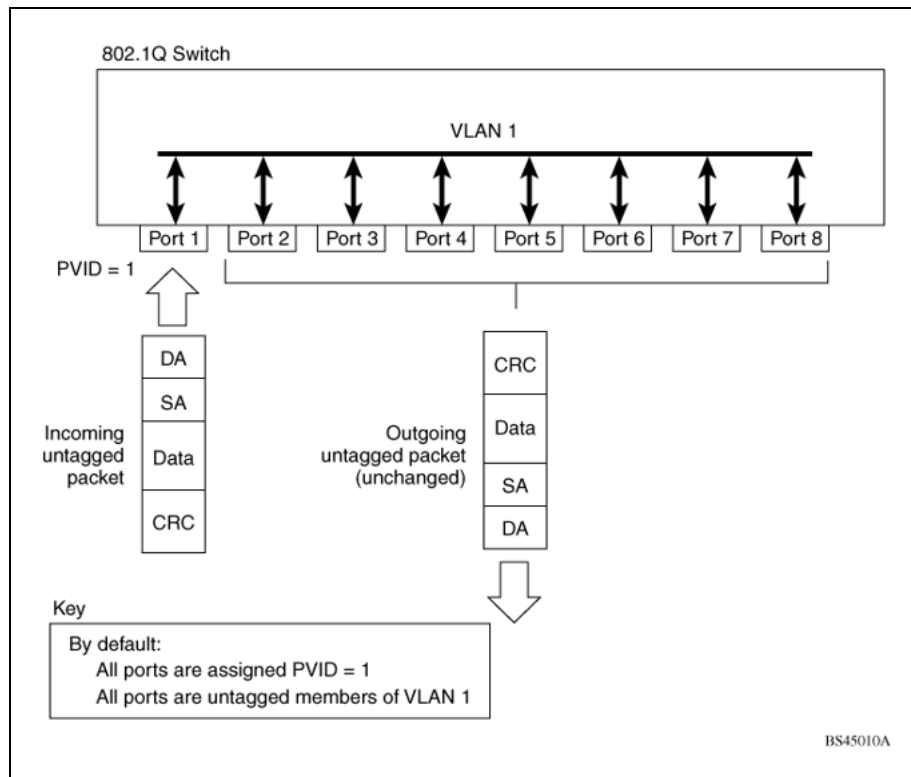 802.1Q Switch
VLAN 1
Port 1 Port 2 Port 3 Port 4 Port 5 Port 6 Port 7 Port 8
PVID = 1
DA
SA
Data
CRC
Incoming
untagged
packet
CRC
Data
SA
DA
Outgoing
untagged packet
(unchanged)
Key
By default:
All ports are assigned PVID = 1
All ports are untagged members of VLAN 1
BS45010A